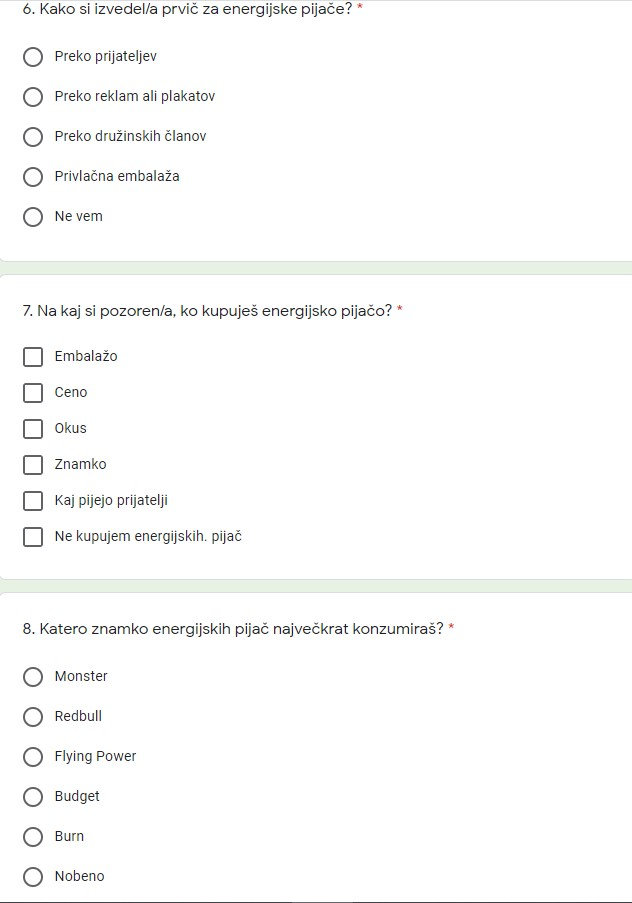 6. Kako si izvedel/a prvič za energijske pijače? *
Preko prijateljev
Preko reklam ali plakatov
Preko družinskih članov
Privlačna embalaža
Ne vem
7. Na kaj si pozoren/a, ko kupuješ energijsko pijačo? *
Embalažo
Ceno
Okus
Znamko
Kaj pijejo prijatelji
Ne kupujem energijskih. pijač
8. Katero znamko energijskih pijač največkrat konzumiraš? *
Monster
Redbull
Flying Power
Budget
Burn
Nobeno